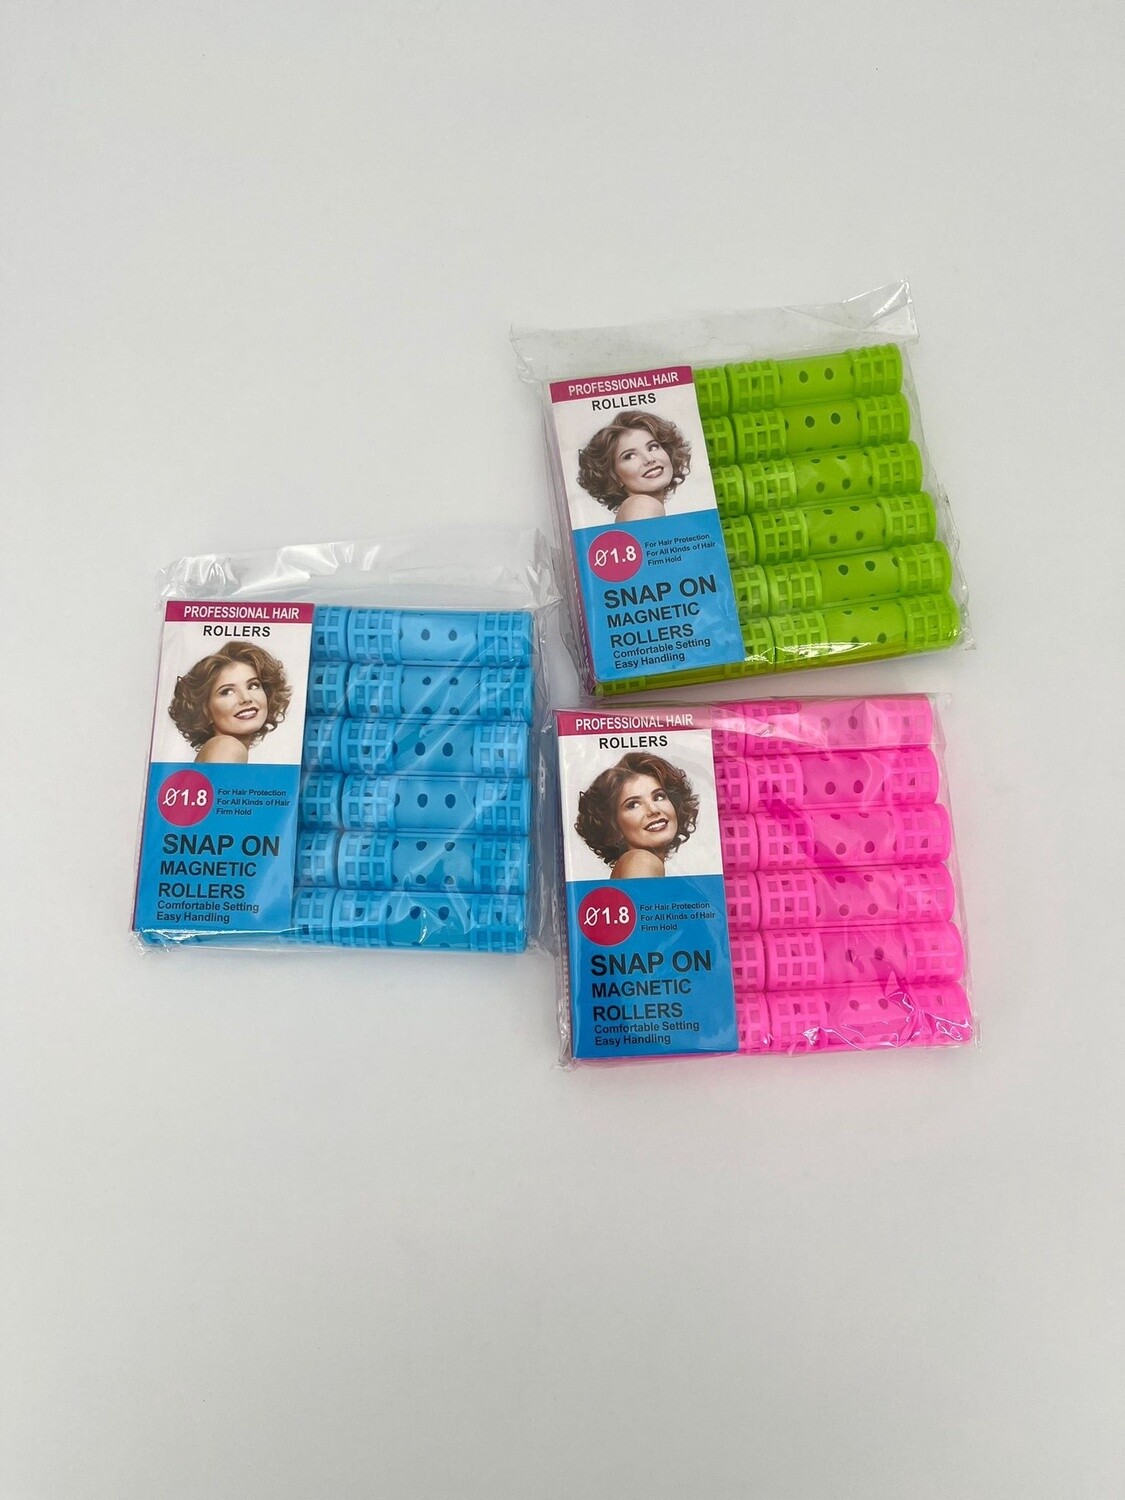 PROFESSIONAL HAIR
ROLLERS
Ø1.8
For Hair Protection
For All Kinds of Hair
Firm Hold
SNAP ON
MAGNETIC
ROLLERS
Comfortable Setting
Easy Handling
PROFESSIONAL HAIR
ROLLERS
Ø1.8
For Hair Protection
For All Kinds of Hair
Firm Hold
SNAP ON
MAGNETIC
ROLLERS
Comfortable Setting
Easy Handling
PROFESSIONAL HAIR
ROLLERS
Ø1.8
For Hair Protection
For All Kinds of Hair
Firm Hold
SNAP ON
MAGNETIC
ROLLERS
Comfortable Setting
Easy Handling